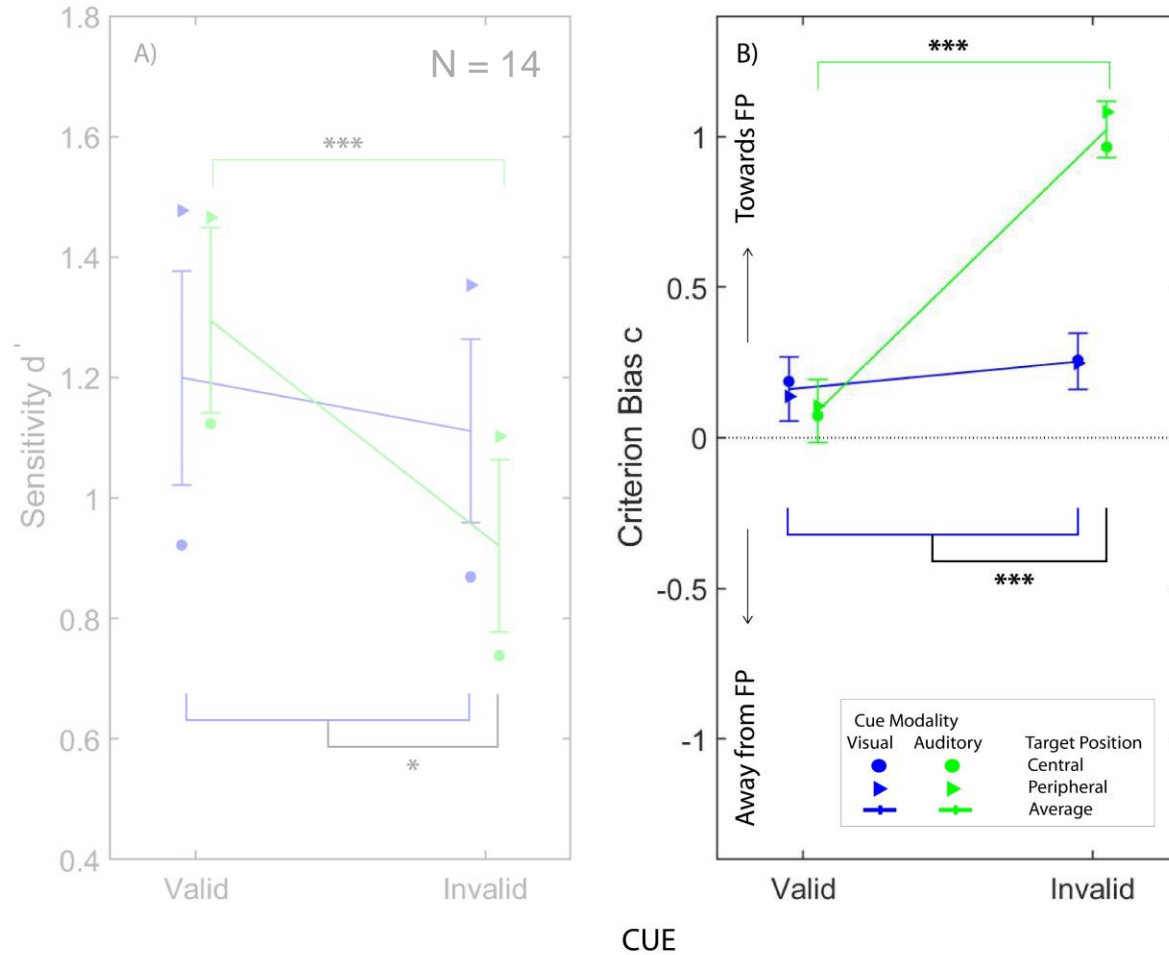 A)
N = 14
***
1.8
1.6
1.4
1.2
1
0.8
0.6
0.4
Sensitivity d '
*
Valid
Invalid
B)
***
Towards FP
1
0.5
0
-0.5
-1
Criterion Bias c
***
Away from FP
Cue Modality
Visual Auditory Target Position
Central
Peripheral
Average
Valid
Invalid
CUE